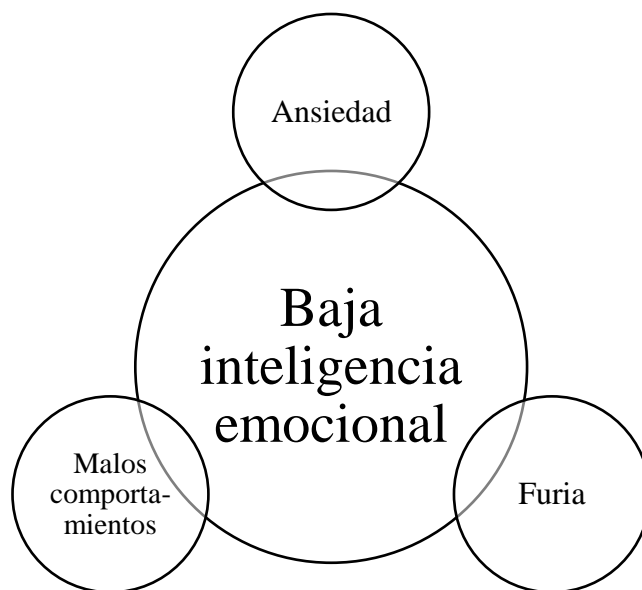 Ansiedad
Baja
inteligencia
emocional
Malos
comporta-
mientos
Furia